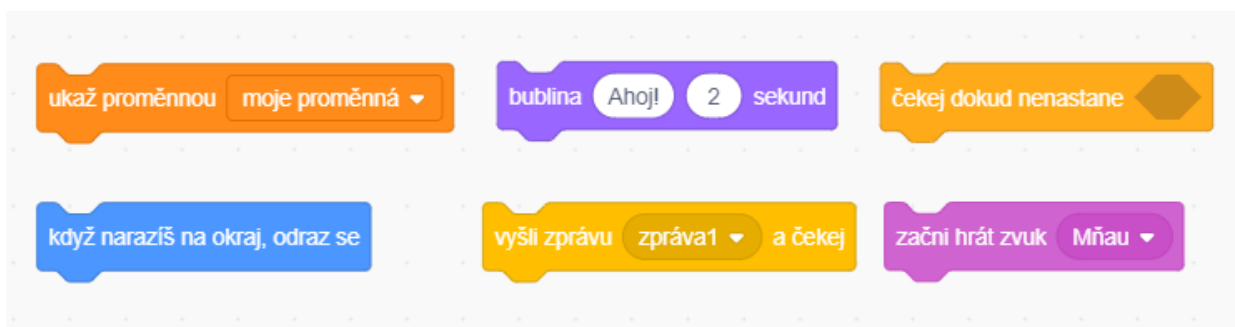 ukaž proměnnou moje proměnná
bublina Ahoj! 2 sekund
čekej dokud nenastane
když narazíš na okraj, odraz se
vyšli zprávu zpráva1 a čekej
začni hrát zvuk Mňau